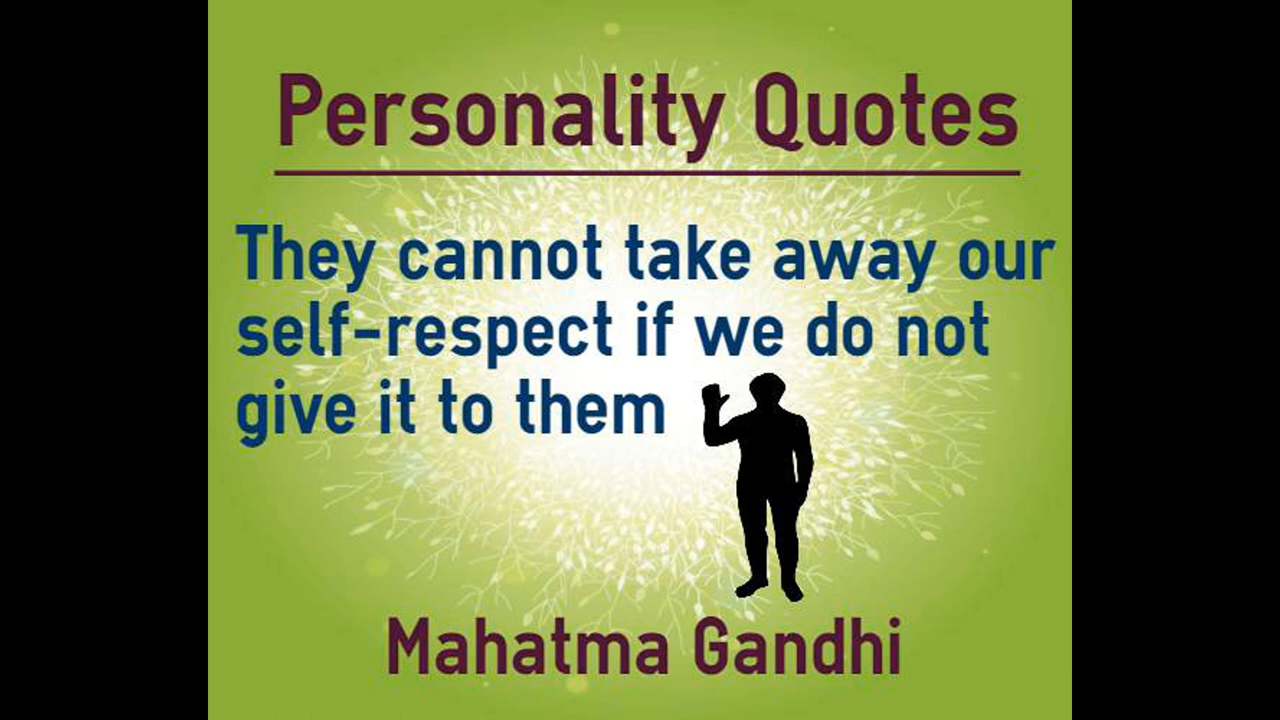 Personality Quotes
They cannot take away our
self-respect if we do not
give it to them
Mahatma Gandhi